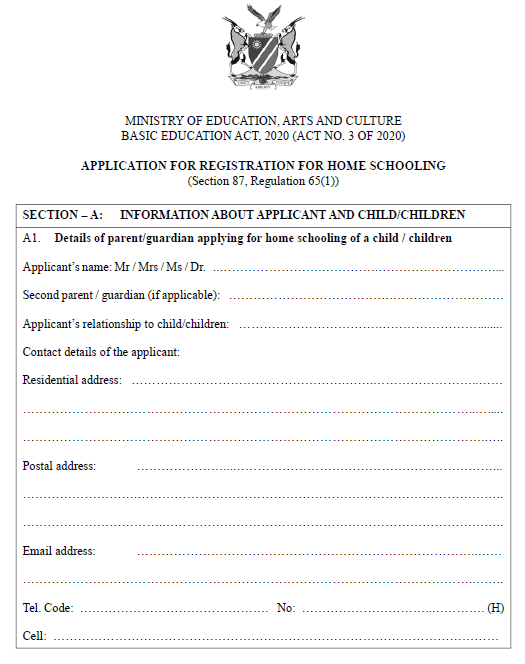 MINISTRY OF EDUCATION, ARTS AND CULTURE
BASIC EDUCATION ACT, 2020 (ACT NO. 3 OF 2020)
APPLICATION FOR REGISTRATION FOR HOME SCHOOLING
(Section 87, Regulation 65(1))
SECTION – A: INFORMATION ABOUT APPLICANT AND CHILD/CHILDREN
A1. Details of parent/guardian applying for home schooling of a child / children
Applicant's name: Mr / Mrs / Ms / Dr. ................................................................
Second parent / guardian (if applicable): ................................................................
Applicant's relationship to child/children: ................................................................
Contact details of the applicant:
Residential address: ................................................................
................................................................
................................................................
Postal address: ................................................................
................................................................
................................................................
Email address: ................................................................
................................................................
Tel. Code: ........................................ No: ........................................ (H)
Cell: ................................................................